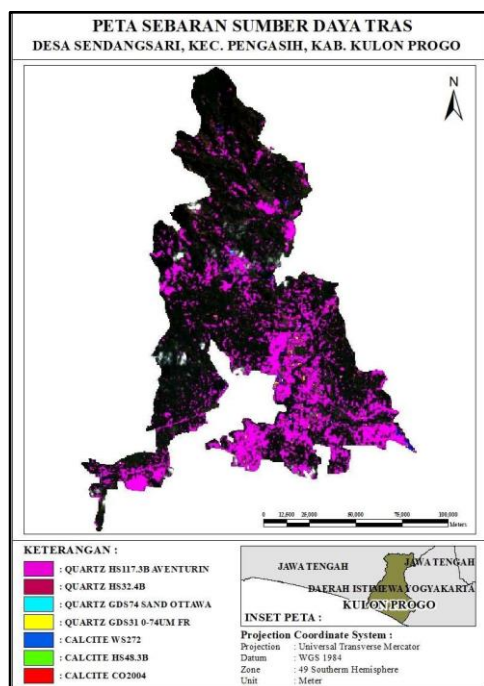 PETA SEBARAN SUMBER DAYA TRAS
DESA SENDANGSARI, KEC. PENGASIH, KAB. KULON PROGO
N
0 12,500 25,000 50,000 75,000 100,000
Meters
KETERANGAN :
: QUARTZ HS117.3B AVENTURIN
: QUARTZ HS32.4B
: QUARTZ GDS74 SAND OTTAWA
: QUARTZ GDS31 0-74UM FR
: CALCITE WS272
: CALCITE HS48.3B
: CALCITE CO2004
JAWA TENGAH
JAWA TENGAH
DAERAH ISTIMEWA YOGYAKARTA
KULON PROGO
INSET PETA :
Projection Coordinate System :
Projection : Universal Transverse Mercator
Datum : WGS 1984
Zone : 49 Southerm Hemisphere
Unit : Meter